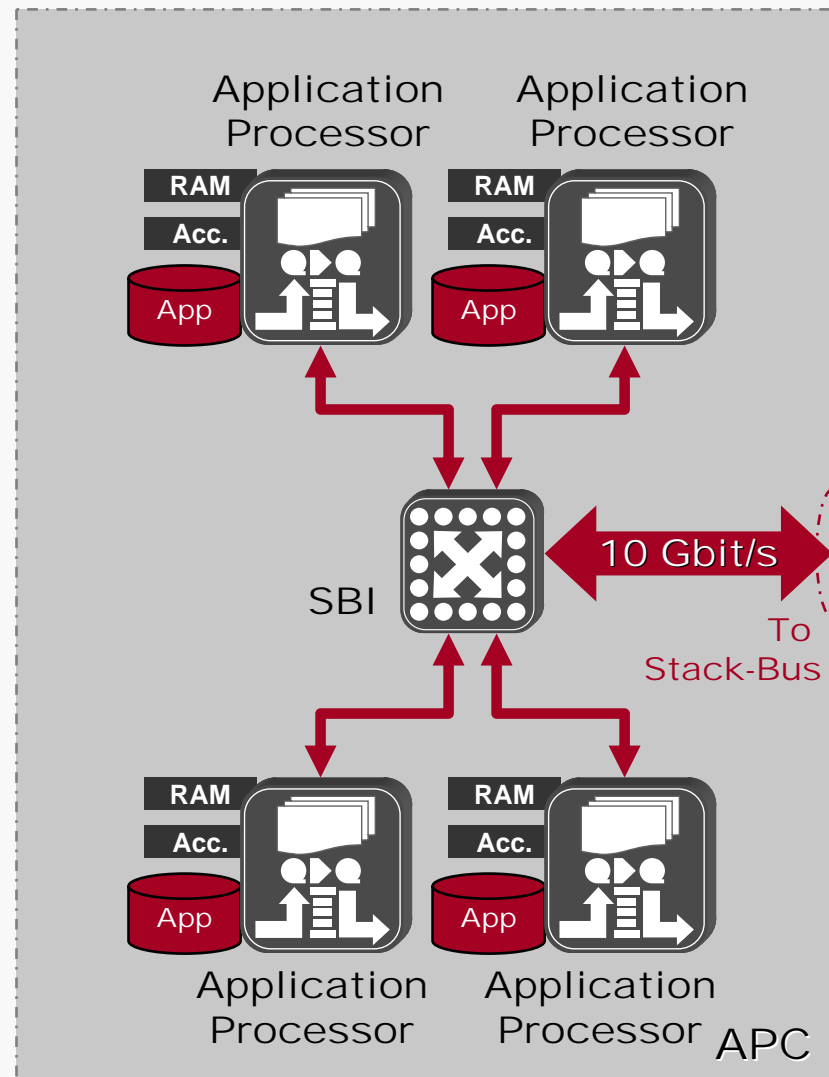 Application
Processor
Application
Processor
RAM
Acc.
App
RAM
Acc.
App
SBI
10 Gbit/s
To
Stack-Bus
RAM
Acc.
App
RAM
Acc.
App
Application
Processor
Application
Processor
APC